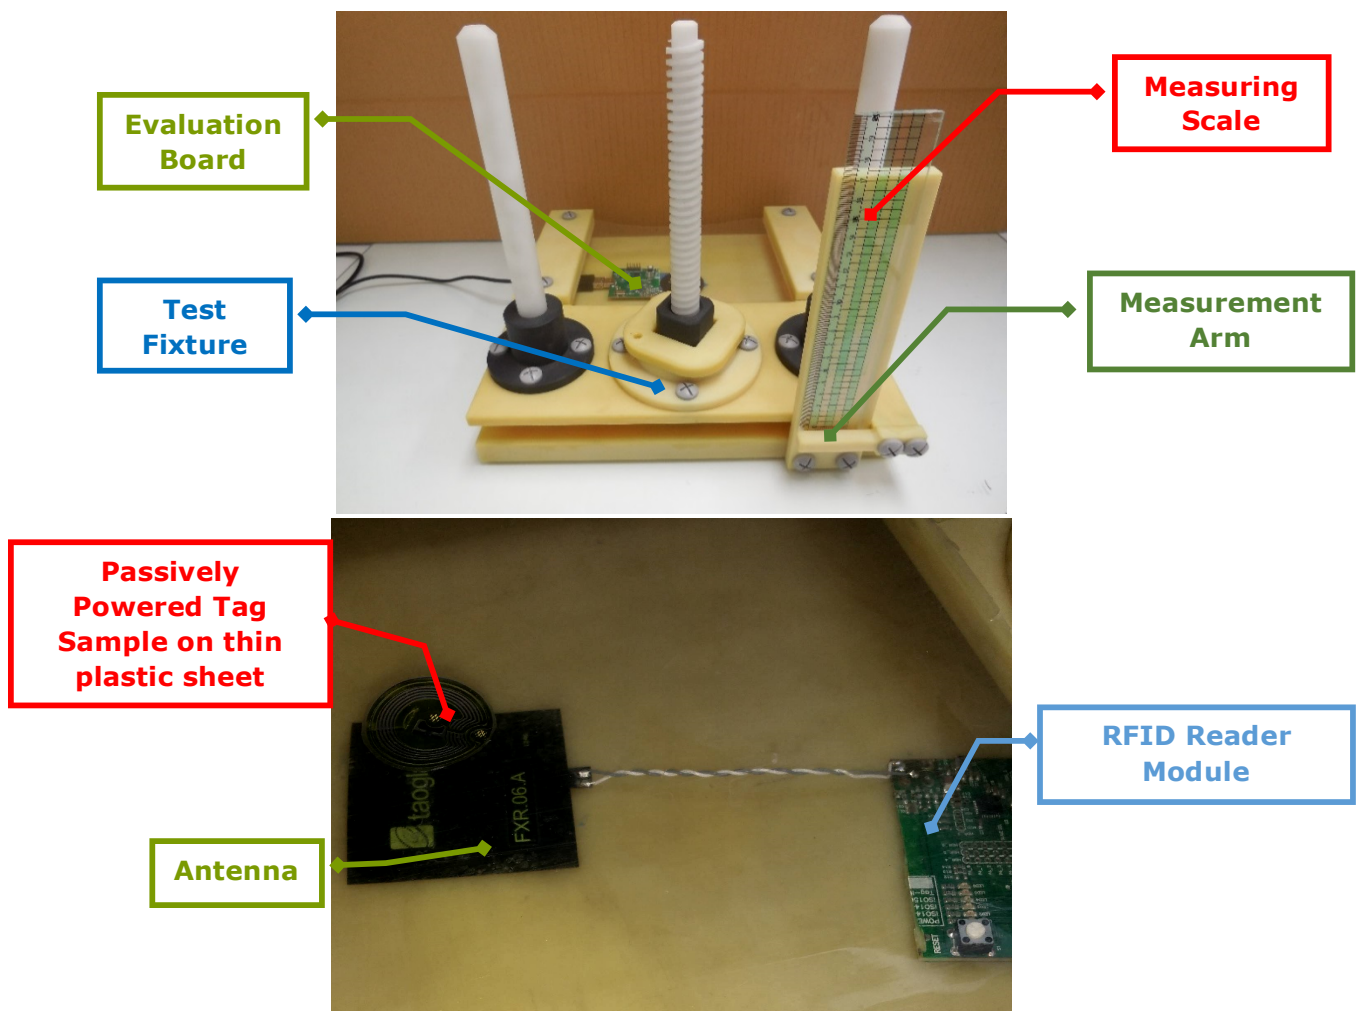 Evaluation
Board
Measuring
Scale
Test
Fixture
Measurement
Arm
Passively
Powered Tag
Sample on thin
plastic sheet
RFID Reader
Module
Antenna
FXR.06.A
RESET